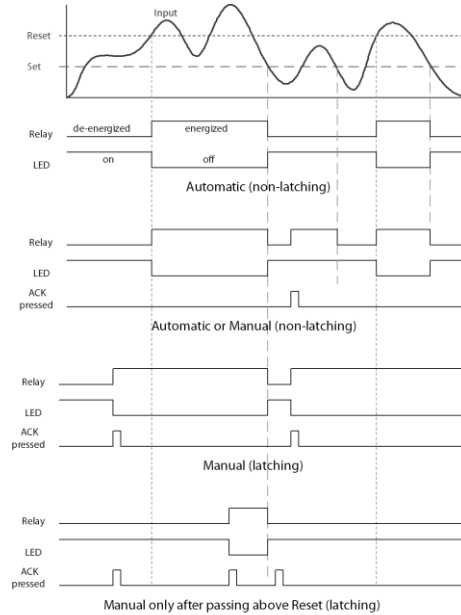 Input
Reset
Set
de-energized energized
Relay
on off
LED
Automatic (non-latching)
Relay
LED
ACK
pressed
Automatic or Manual (non-latching)
Relay
LED
ACK
pressed
Manual (latching)
Relay
LED
ACK
pressed
Manual only after passing above Reset (latching)